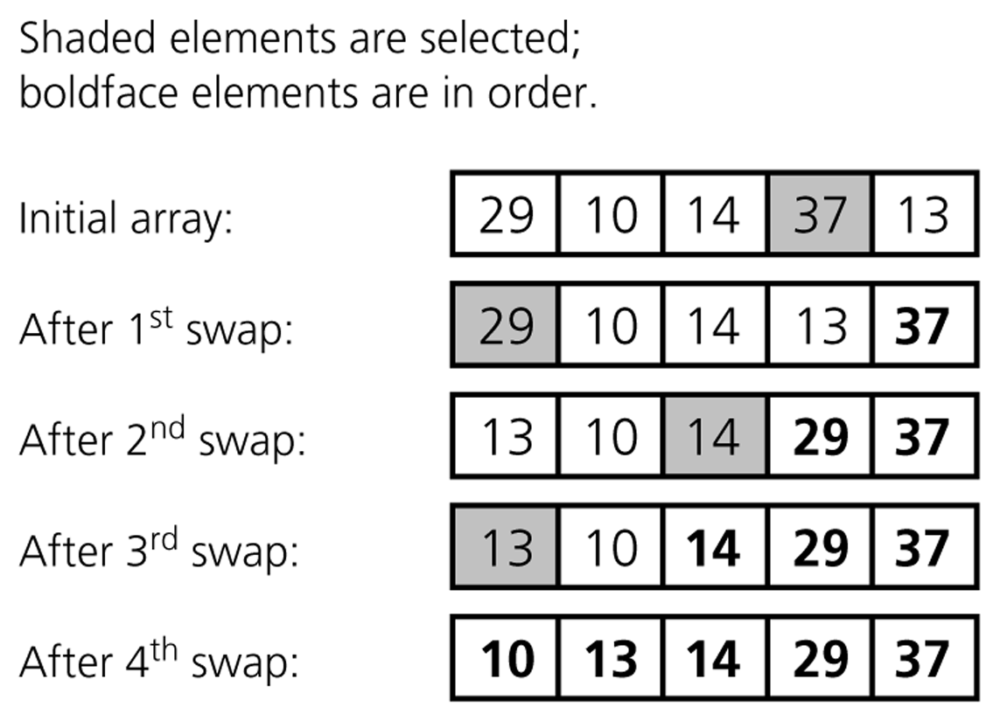 Shaded elements are selected;
boldface elements are in order.
Initial array: 29 10 14 37 13
After 1st swap: 29 10 14 13 37
After 2nd swap: 13 10 14 29 37
After 3rd swap: 13 10 14 29 37
After 4th swap: 10 13 14 29 37